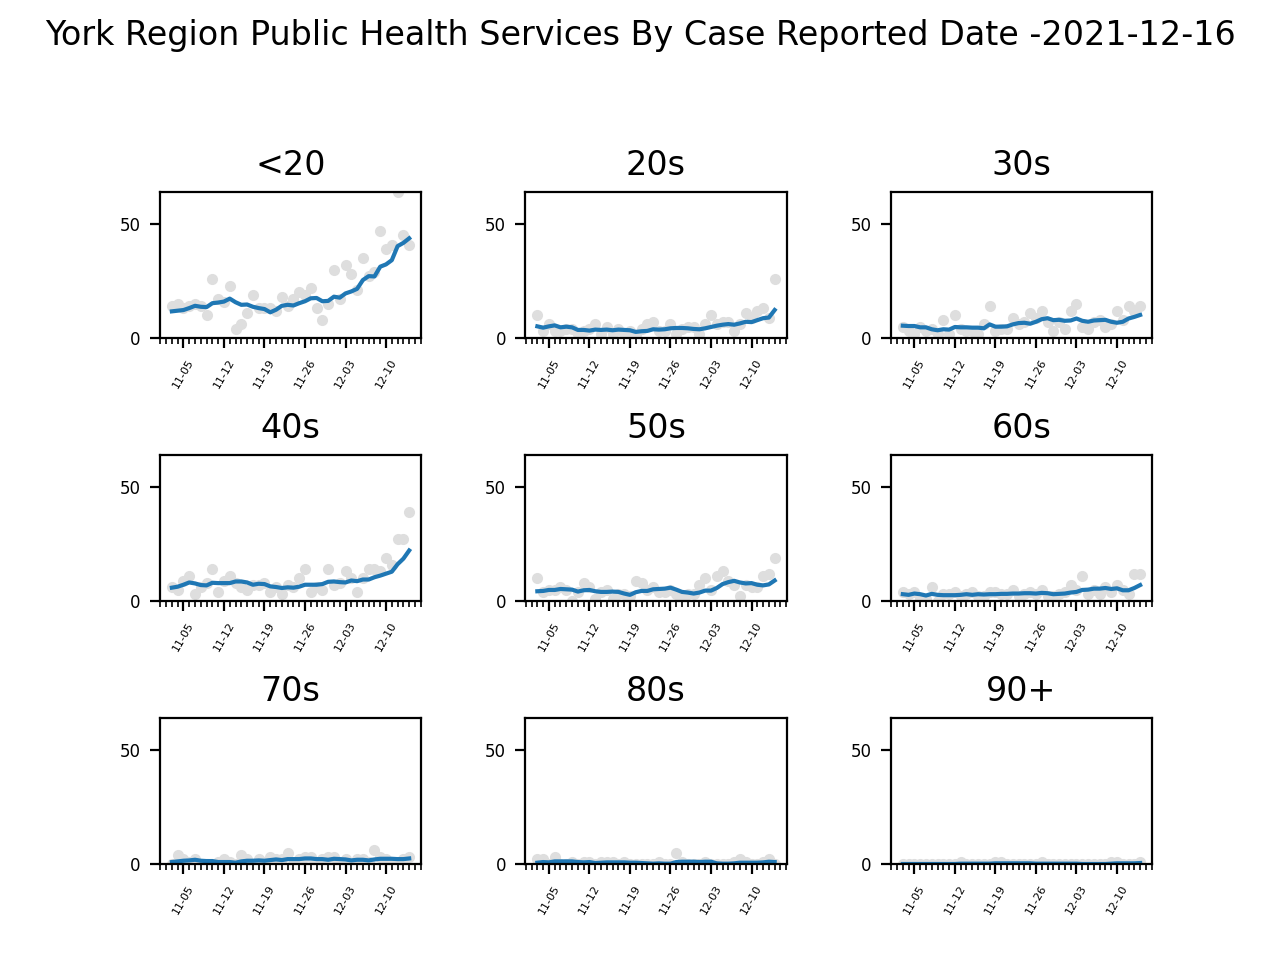 York Region Public Health Services By Case Reported Date -2021-12-16
<20 20s 30s
50 50 50
0 0 0
11-05 11-12 11-19 11-26 12-03 12-10 11-05 11-12 11-19 11-26 12-03 12-10 11-05 11-12 11-19 11-26 12-03 12-10
40s 50s 60s
50 50 50
0 0 0
11-05 11-12 11-19 11-26 12-03 12-10 11-05 11-12 11-19 11-26 12-03 12-10 11-05 11-12 11-19 11-26 12-03 12-10
70s 80s 90+
50 50 50
0 0 0
11-05 11-12 11-19 11-26 12-03 12-10 11-05 11-12 11-19 11-26 12-03 12-10 11-05 11-12 11-19 11-26 12-03 12-10